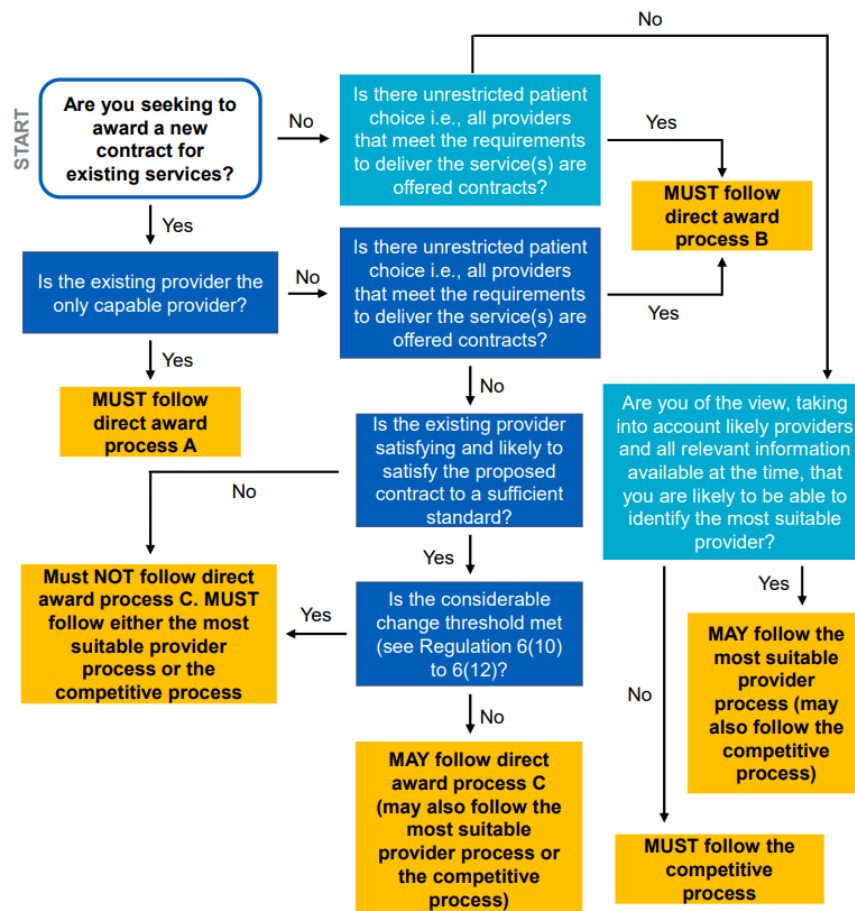 START
Are you seeking to
award a new
contract for
existing services?
No
Is there unrestricted patient
choice i.e., all providers
that meet the requirements
to deliver the service(s) are
offered contracts?
No
Yes
MUST follow
direct award
process B
Yes
Is the existing provider the
only capable provider?
No
Is there unrestricted patient
choice i.e., all providers
that meet the requirements
to deliver the service(s) are
offered contracts?
Yes
Yes
MUST follow
direct award
process A
No
Is the existing provider
satisfying and likely to
satisfy the proposed
contract to a sufficient
standard?
No
Yes
Must NOT follow direct
award process C. MUST
follow either the most
suitable provider
process or the
competitive process
Yes
Is the considerable
change threshold met
(see Regulation 6(10)
to 6(12)?
No
MAY follow direct
award process C
(may also follow the
most suitable
provider process or
the competitive
process)
Are you of the view, taking
into account likely providers
and all relevant information
available at the time, that
you are likely to be able to
identify the most suitable
provider?
Yes
MAY follow the
most suitable
provider
process (may
also follow the
competitive
process)
No
MUST follow the
competitive
process